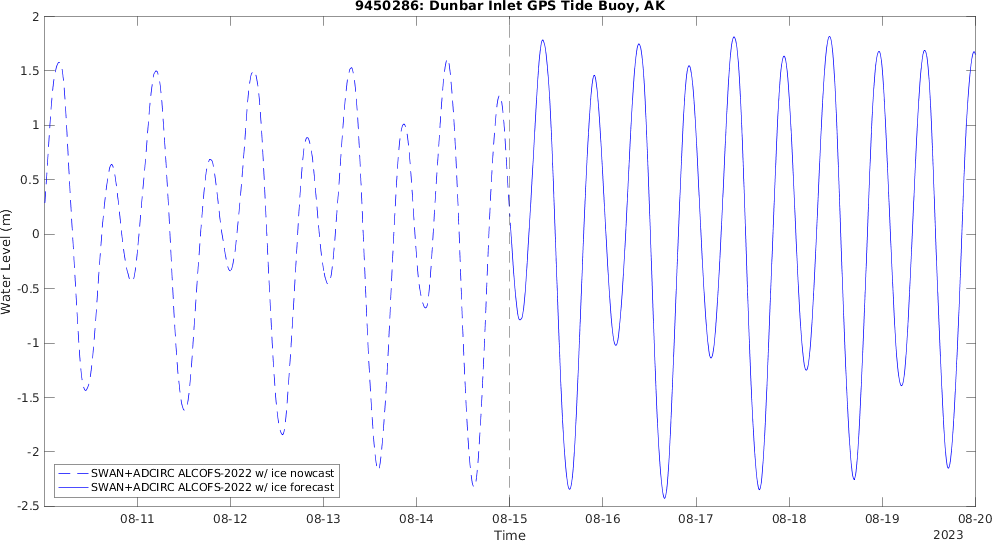 9450286: Dunbar Inlet GPS Tide Buoy, AK
2
1.5
1
0.5
0
-0.5
-1
-1.5
-2
-2.5
Water Level (m)
SWAN+ADCIRC ALCOFS-2022 w/ ice nowcast
SWAN+ADCIRC ALCOFS-2022 w/ ice forecast
08-11 08-12 08-13 08-14 08-15 08-16 08-17 08-18 08-19 08-20
Time
2023